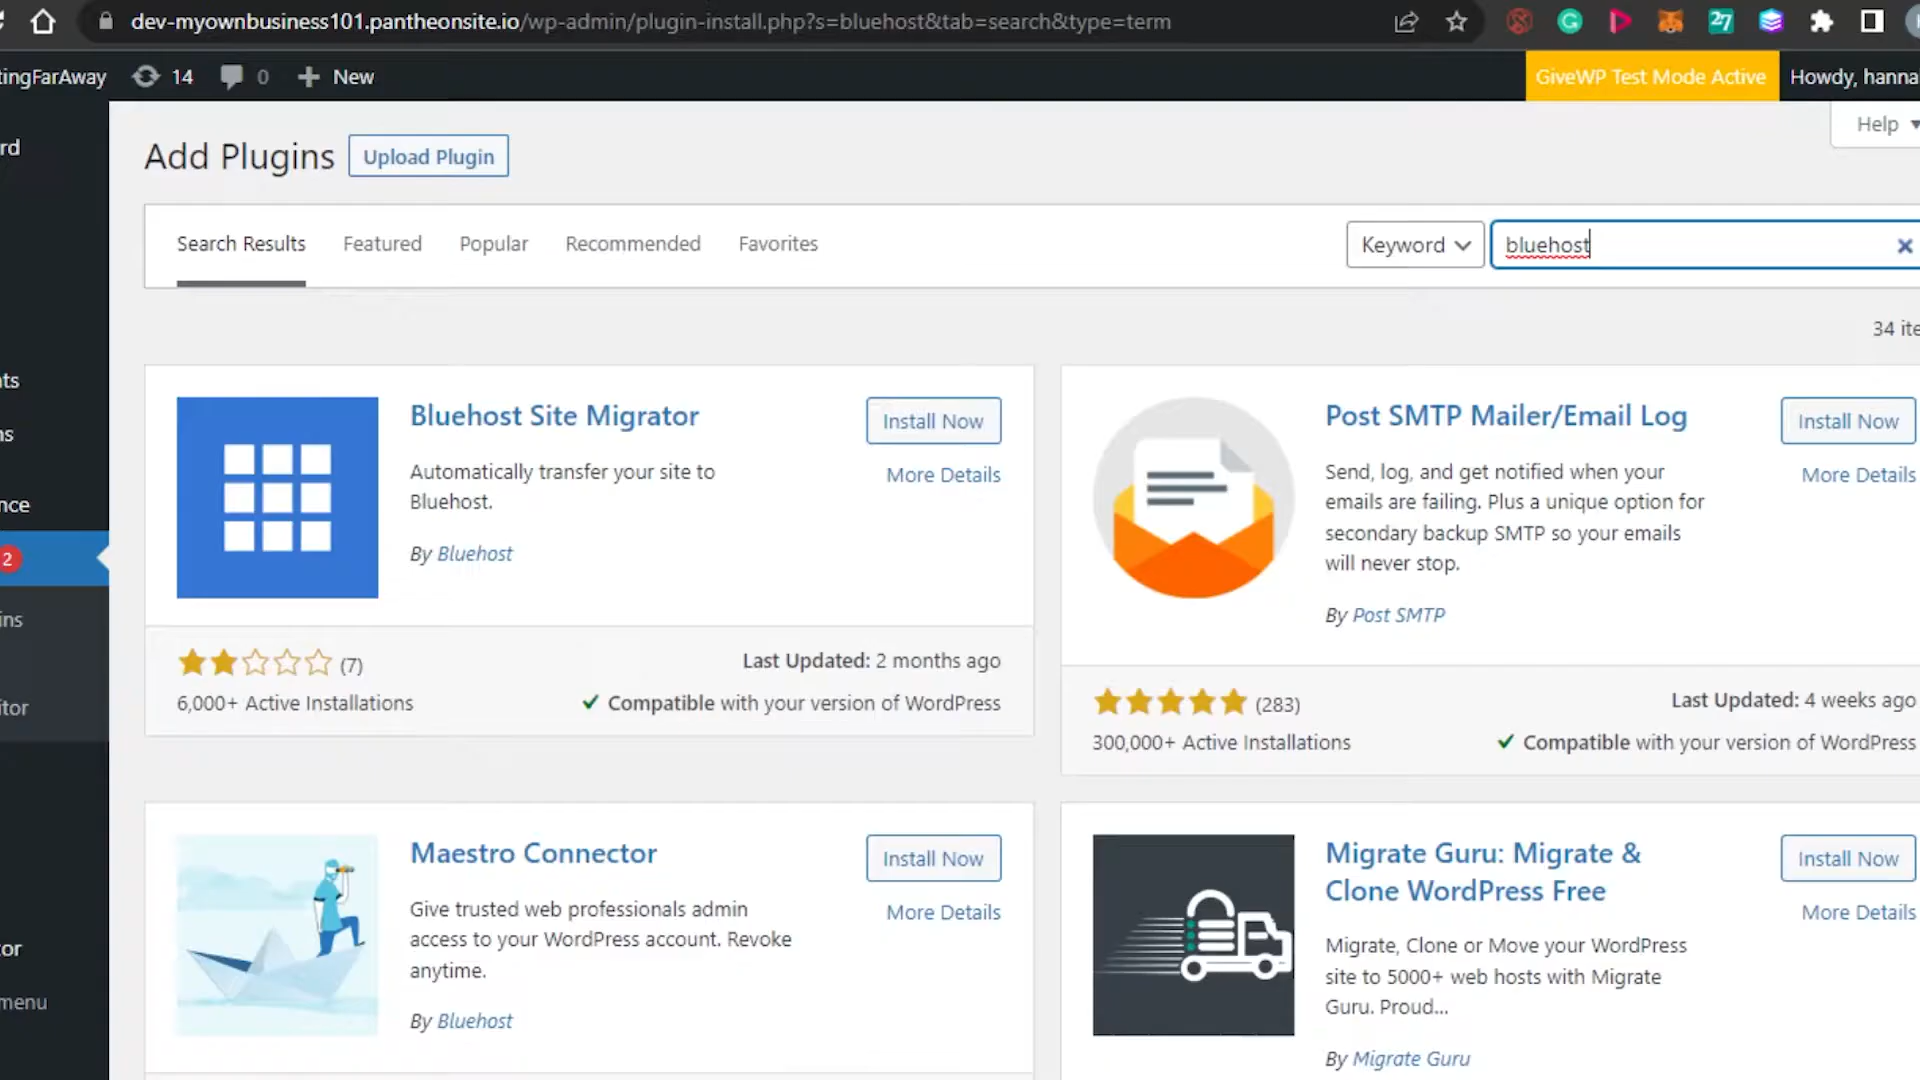 dev-myownbusiness101.pantheonsite.io/wp-admin/plugin-install.php?s=bluehost&tab=search&type=term
27
tingFarAway 14 0 New GiveWP Test Mode Active Howdy, hanna
rd
Help
Add Plugins Upload Plugin
Search Results Featured Popular Recommended Favorites Keyword bluehost
34 ite
nts
ns
nce
2
ins
itor
tor
menu
Bluehost Site Migrator Install Now
Automatically transfer your site to More Details
Bluehost.
By Bluehost
(7) Last Updated: 2 months ago
6,000+ Active Installations Compatible with your version of WordPress
Post SMTP Mailer/Email Log Install Now
Send, log, and get notified when your More Details
emails are failing. Plus a unique option for
secondary backup SMTP so your emails
will never stop.
By Post SMTP
(283) Last Updated: 4 weeks ago
300,000+ Active Installations Compatible with your version of WordPress
Maestro Connector Install Now
Give trusted web professionals admin More Details
access to your WordPress account. Revoke
anytime.
By Bluehost
Migrate Guru: Migrate & Install Now
Clone WordPress Free More Details
Migrate, Clone or Move your WordPress
site to 5000+ web hosts with Migrate
Guru. Proud...
By Migrate Guru